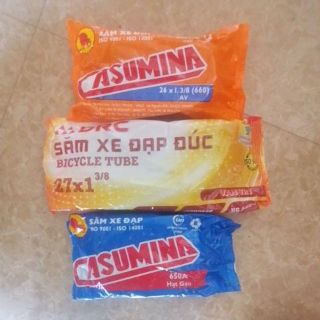 SĂM XE ĐẠP
ISO 9001 - ISO 14001
CASUMINA
26 x 1.3/8 (660)
AV
DRC
SĂM XE ĐẠP ĐÚC
BICYCLE TUBE
27x1 3/8
SĂM XE ĐẠP
ISO 9001 - ISO 14001
CASUMINA
650A
Hạt Gạo